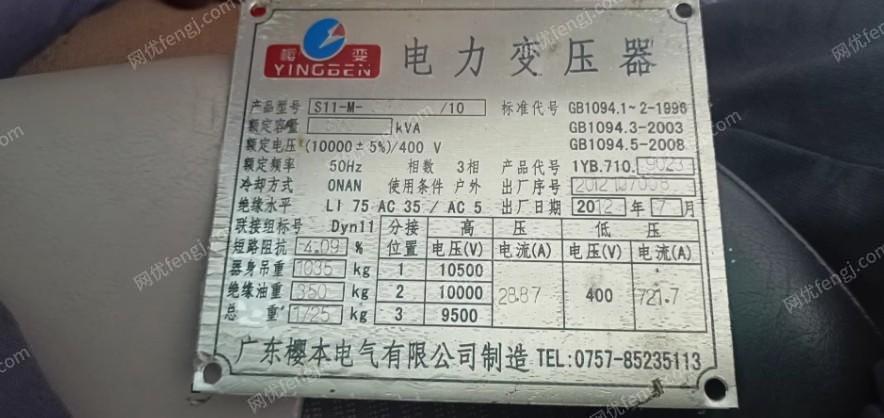 樱变
YINGBEN
电力变压器
产品型号 S11-M- /10 标准代号 GB1094.1~2-1996
额定容量 kVA GB1094.3-2003
额定电压(10000±5%)/400 V GB1094.5-2008
额定频率 50Hz 相数 3相 产品代号 1YB.710.9023
冷却方式 ONAN 使用条件 户外 出厂序号
绝缘水平 LI 75 AC 35 / AC 5 出厂日期 2012 年 7 月
联接组标号 Dyn11 分接 高压 低压
短路阻抗 4.09 % 位置 电压(V) 电流(A) 电压(V) 电流(A)
器身吊重 1035 kg 1 10500
绝缘油重 350 kg 2 10000 28.87 400 721.7
总重 1725 kg 3 9500
广东樱本电气有限公司制造 TEL:0757-85235113
网优fengj.com